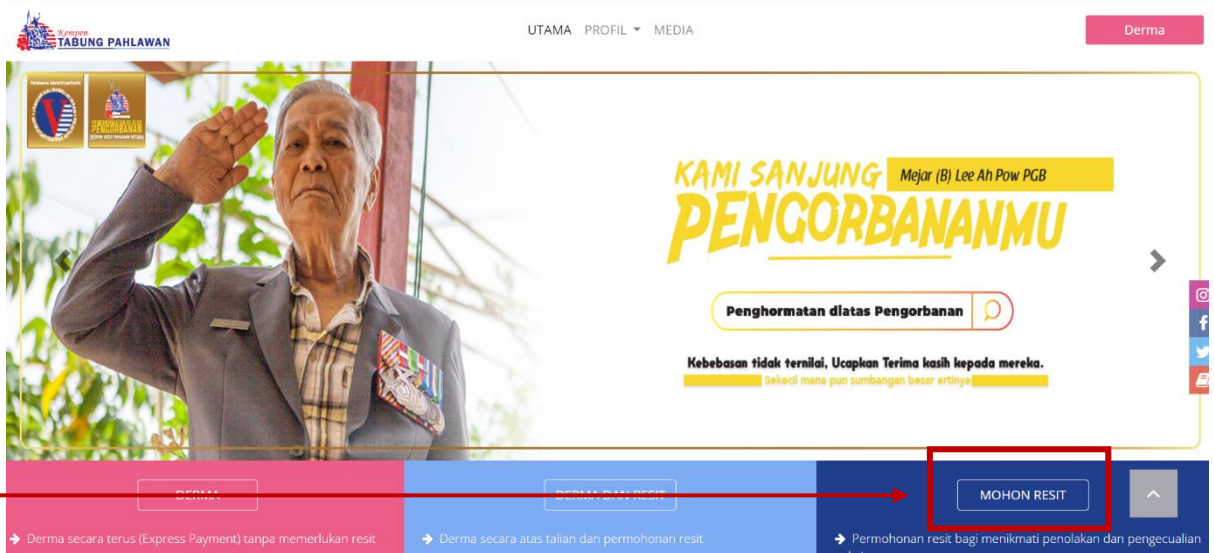 Kempen
TABUNG PAHLAWAN
UTAMA PROFIL MEDIA
Derma
PENGHORMATAN DI ATAS
PENGORBANAN
KAMI SANJUNG
Mejar (B) Lee Ah Pow PGB
PENGORBANANMU
Penghormatan diatas Pengorbanan
Kebebasan tidak ternilai, Ucapkan Terima kasih kepada mereka.
Sekecil mana pun sumbangan besar ertinya
DERMA
DERMA DAN RESIT
MOHON RESIT
Derma secara terus (Express Payment) tanpa memerlukan resit
Derma secara atas talian dan permohonan resit
Permohonan resit bagi menikmati penolakan dan pengecualian